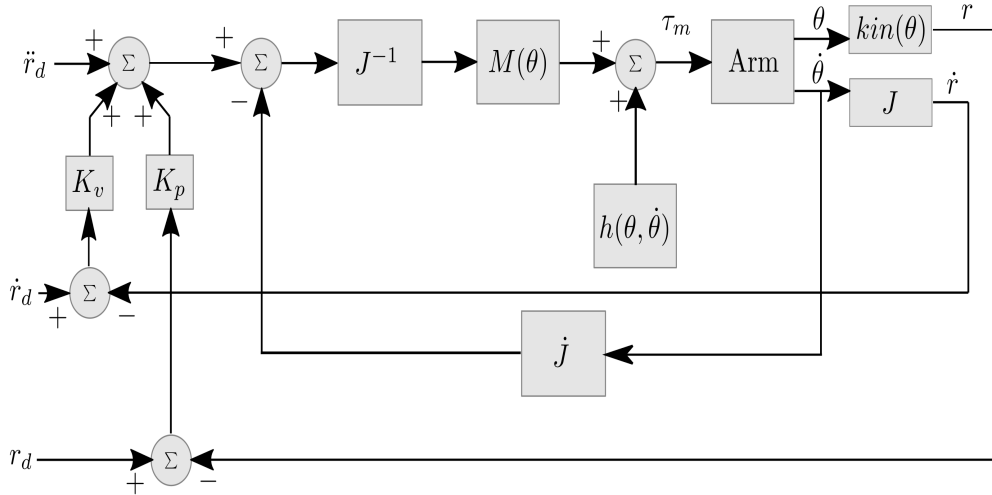 τ_m θ kin(θ) r
r̈_d + Σ + + Σ − J^{-1} M(θ) + Σ + Arm
θ̇ J ṙ
+ +
K_v K_p
h(θ, θ̇)
ṙ_d + Σ −
J̇
r_d + Σ −